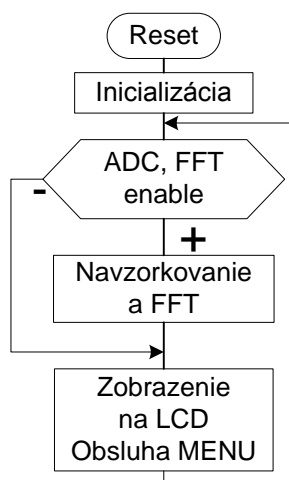 Reset
Inicializácia
ADC, FFT
enable
-
+
Navzorkovanie
a FFT
Zobrazenie
na LCD
Obsluha MENU